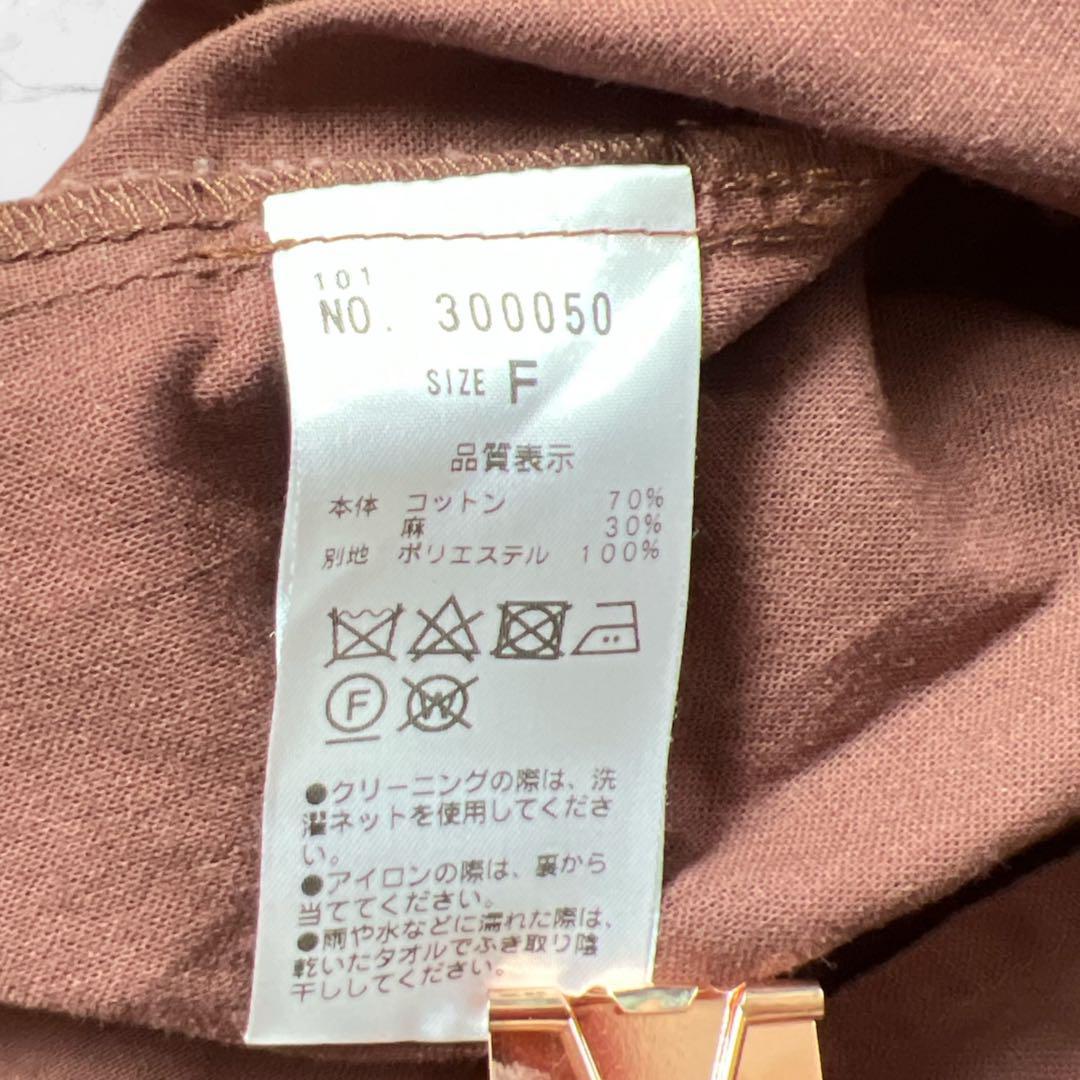 101
NO. 300050
SIZE F
品質表示
本体 コットン 70%
麻 30%
別地 ポリエステル 100%
F
W
●クリーニングの際は、洗
濯ネットを使用してくださ
い。
●アイロンの際は、裏から
当ててください。
●雨や水などに濡れた際は、
乾いたタオルでふき取り陰
干ししてください。